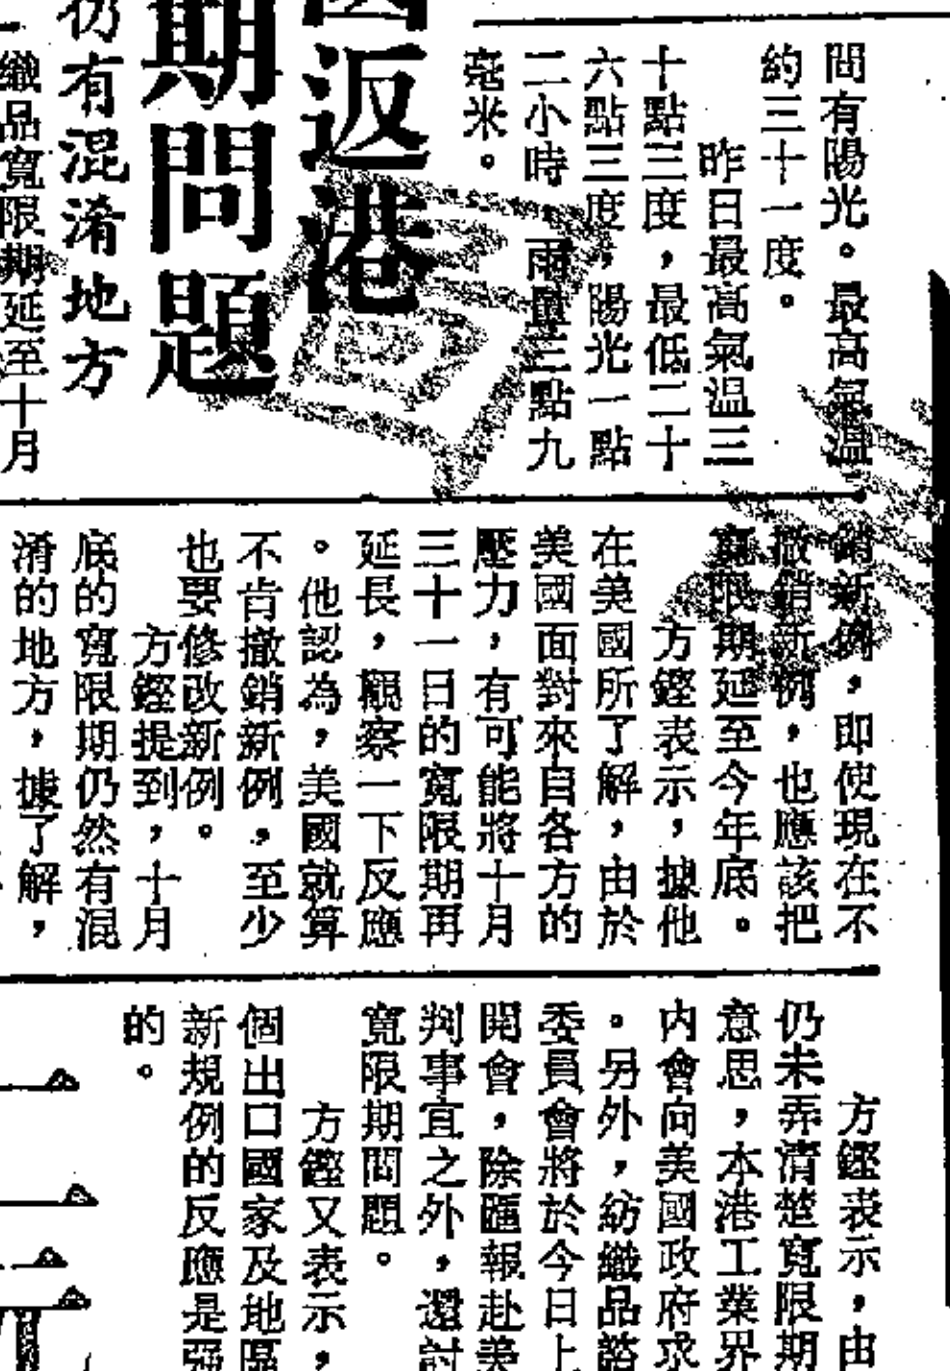 間有陽光。最高氣溫
約三十一度。
昨日最高氣温三
十點三度，最低二十
六點三度，陽光一點
二小時，雨量三點九
毫米。
返港
期問題
仍有混淆地方
織品寬限期延至十月
銷新例，即使現在不
撤銷新例，也應該把
寬限期延至今年底。
方鏗表示，據他
在美國所了解，由於
美國面對來自各方的
壓力，有可能將十月
三十一日的寬限期再
延長，觀察一下反應
。他認為，美國就算
不肯撤銷新例，至少
也要修改新例。
方鏗提到，十月
底的寬限期仍然有混
淆的地方，據了解，
方鏗表示，由
仍未弄清楚寬限期
意思，本港工業界
內會向美國政府求
。另外，紡織品諮
委員會將於今日上
開會，除匯報赴美
判事宜之外，還討
寬限期問題。
方鏗又表示，
個出口國家及地區
新規例的反應是强
的。